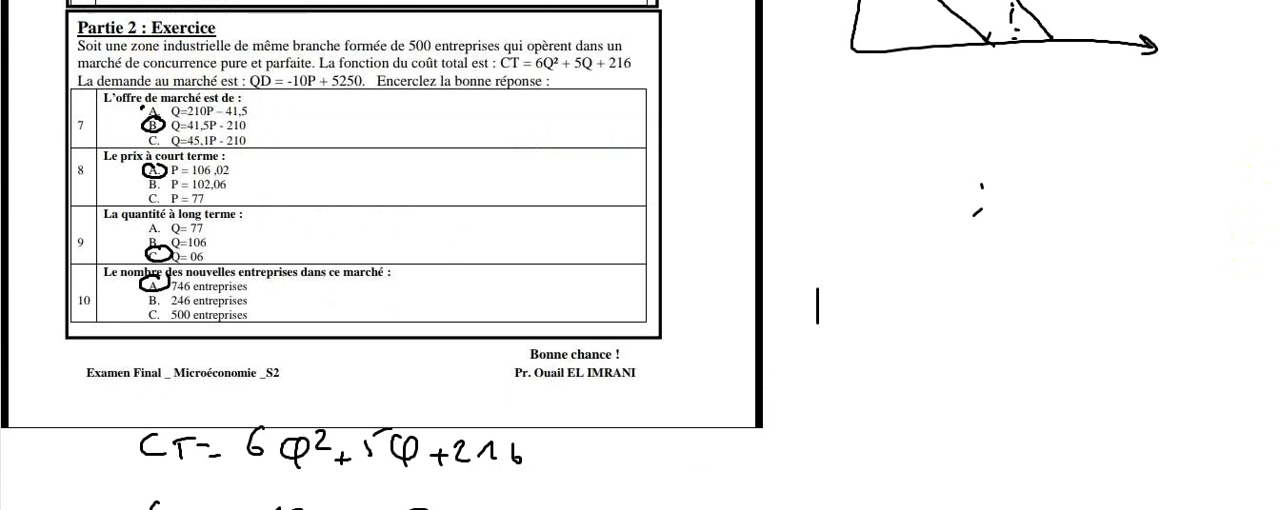 Partie 2 : Exercice
Soit une zone industrielle de même branche formée de 500 entreprises qui opèrent dans un
marché de concurrence pure et parfaite. La fonction du coût total est : CT = 6Q² + 5Q + 216
La demande au marché est : QD = -10P + 5250. Encerclez la bonne réponse :
L'offre de marché est de :
A. Q=210P – 41,5
7
B. Q=41,5P - 210
C. Q=45,1P - 210
Le prix à court terme :
8
A. P = 106 ,02
B. P = 102,06
C. P = 77
La quantité à long terme :
A. Q= 77
9
B. Q=106
C. Q= 06
Le nombre des nouvelles entreprises dans ce marché :
A. 746 entreprises
10
B. 246 entreprises
C. 500 entreprises
Bonne chance !
Examen Final _ Microéconomie _S2
Pr. Ouail EL IMRANI
CT= 6Q²+5Q+216